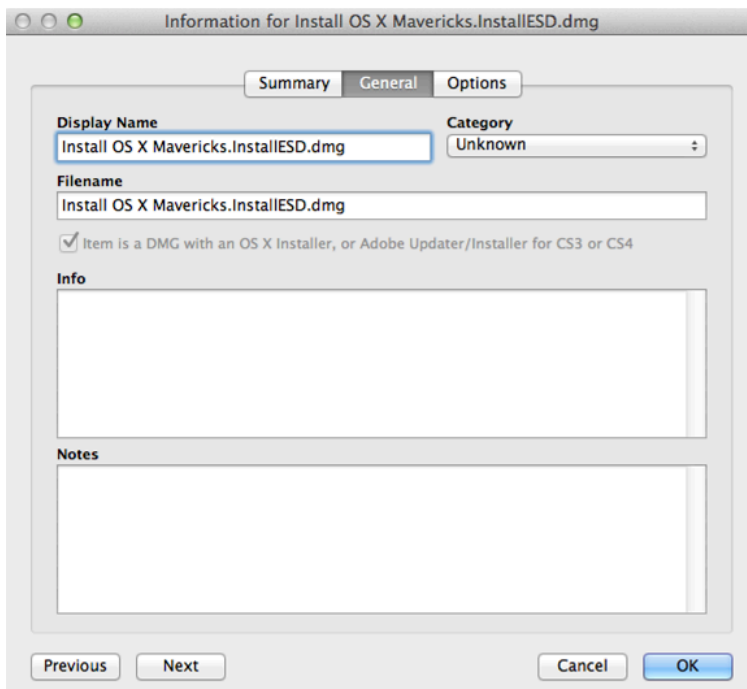 Information for Install OS X Mavericks.InstallESD.dmg
Summary General Options
Display Name Category
Install OS X Mavericks.InstallESD.dmg Unknown
Filename
Install OS X Mavericks.InstallESD.dmg
Item is a DMG with an OS X Installer, or Adobe Updater/Installer for CS3 or CS4
Info
Notes
Previous Next Cancel OK